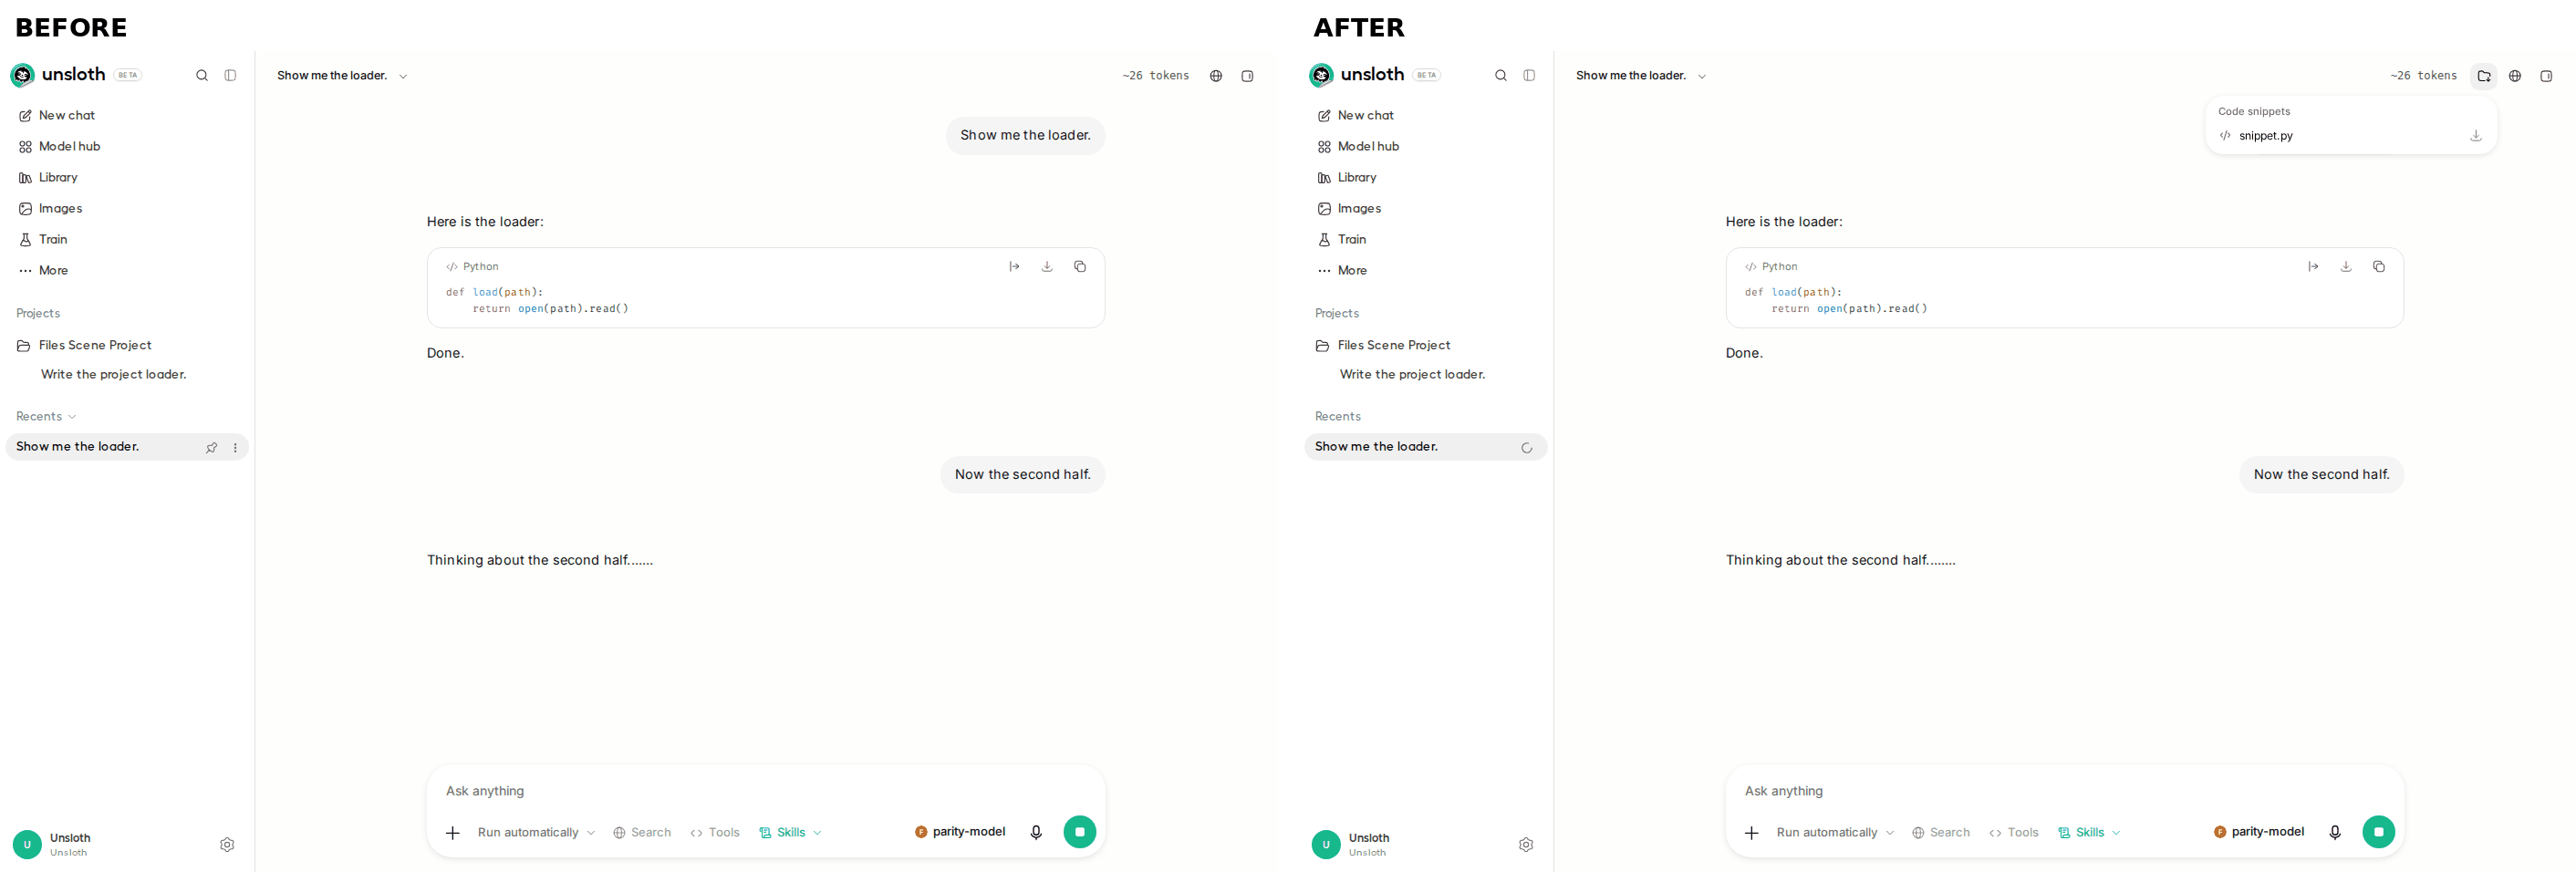 BEFORE
unsloth BETA
New chat
Model hub
Library
Images
Train
More
Projects
Files Scene Project
Write the project loader.
Recents
Show me the loader.
U
Unsloth
Unsloth
Show me the loader.
~26 tokens
Show me the loader.
Here is the loader:
</> Python
def load(path):
    return open(path).read()
Done.
Now the second half.
Thinking about the second half.......
Ask anything
Run automatically Search Tools Skills F parity-model
AFTER
unsloth BETA
New chat
Model hub
Library
Images
Train
More
Projects
Files Scene Project
Write the project loader.
Recents
Show me the loader.
U
Unsloth
Unsloth
Show me the loader.
~26 tokens
Code snippets
</> snippet.py
Here is the loader:
</> Python
def load(path):
    return open(path).read()
Done.
Now the second half.
Thinking about the second half........
Ask anything
Run automatically Search Tools Skills F parity-model